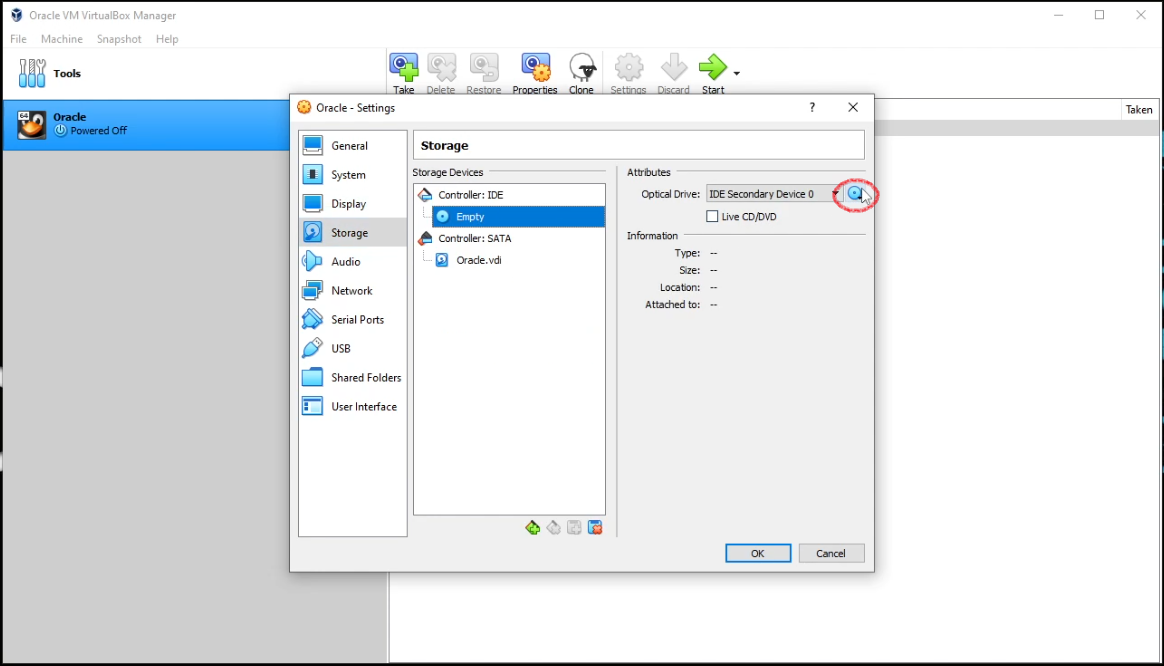 Oracle VM VirtualBox Manager
File Machine Snapshot Help
Tools
Take Delete Restore Properties Clone Settings Discard Start
64
Oracle
Powered Off
Taken
Oracle - Settings
?
General
System
Display
Storage
Audio
Network
Serial Ports
USB
Shared Folders
User Interface
Storage
Storage Devices
Controller: IDE
Empty
Controller: SATA
Oracle.vdi
Attributes
Optical Drive: IDE Secondary Device 0
Live CD/DVD
Information
Type: --
Size: --
Location: --
Attached to: --
OK Cancel